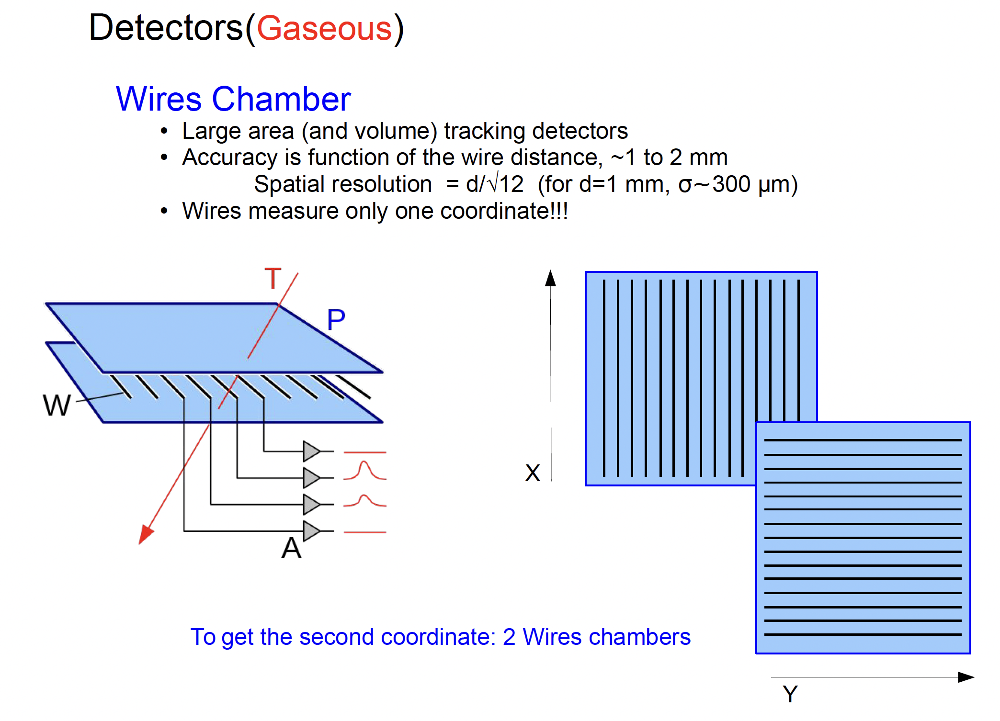 Detectors(Gaseous)
Wires Chamber
• Large area (and volume) tracking detectors
• Accuracy is function of the wire distance, ~1 to 2 mm
Spatial resolution = d/√12 (for d=1 mm, σ∼300 μm)
• Wires measure only one coordinate!!!
T
P
W
A
X
To get the second coordinate: 2 Wires chambers
Y